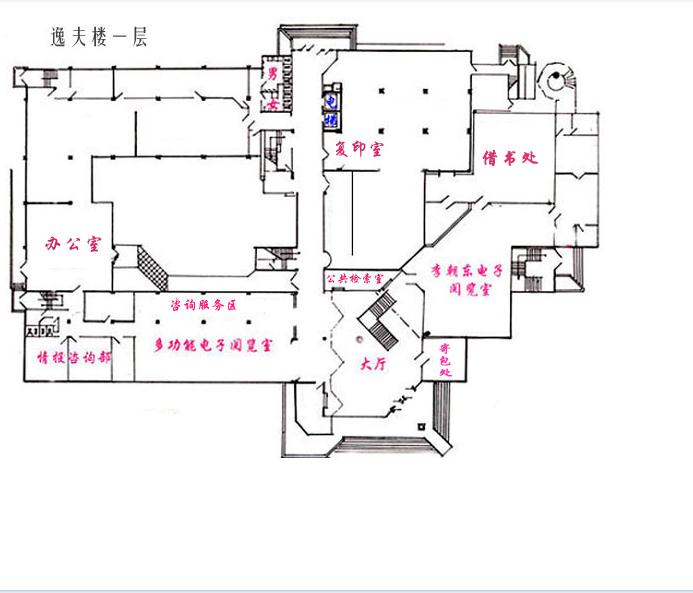 逸夫楼一层
男
女
电
梯
复印室
借书处
办公室
公共检索室
李朝东电子
阅览室
咨询服务区
多功能电子阅览室
情报咨询部
大厅
寄
包
处